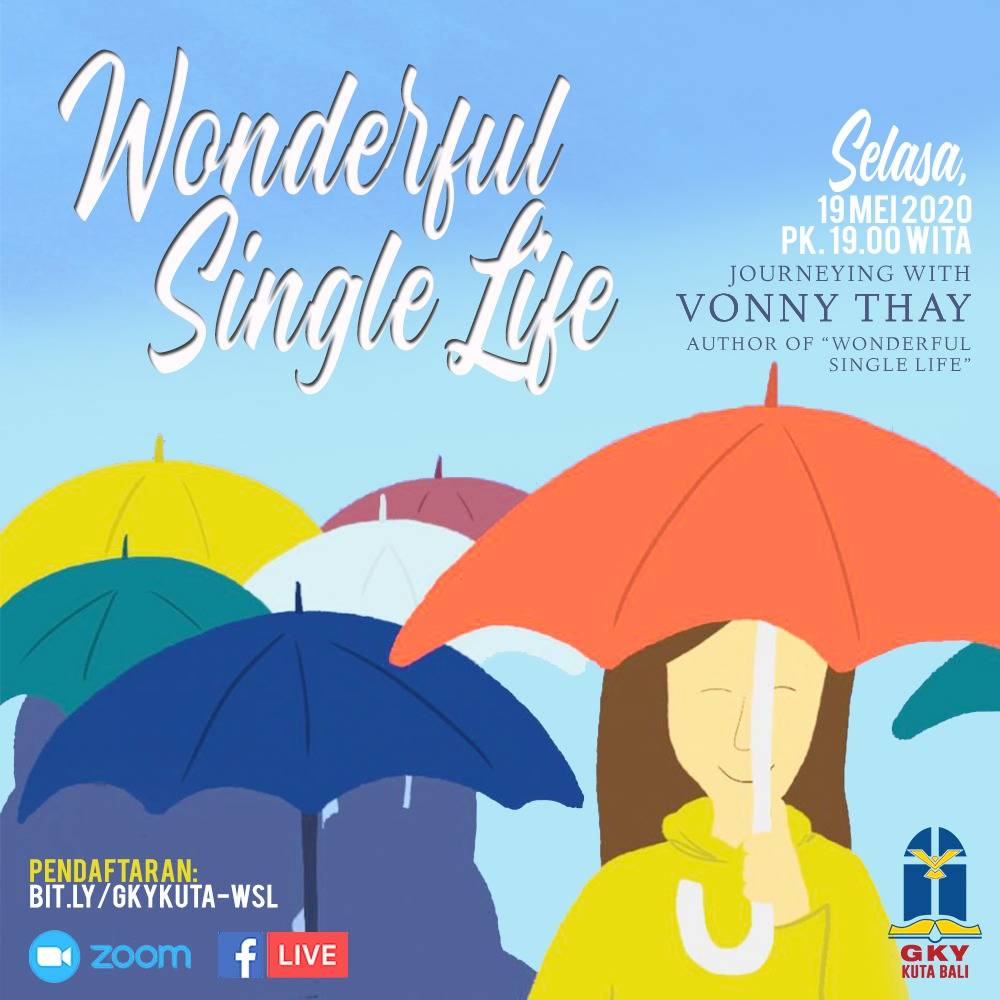 Wonderful
Single Life
Selasa,
19 MEI 2020
PK. 19.00 WITA
JOURNEYING WITH
VONNY THAY
AUTHOR OF “WONDERFUL
SINGLE LIFE”
PENDAFTARAN:
BIT.LY/GKYKUTA-WSL
zoom
f LIVE
GKY
KUTA BALI